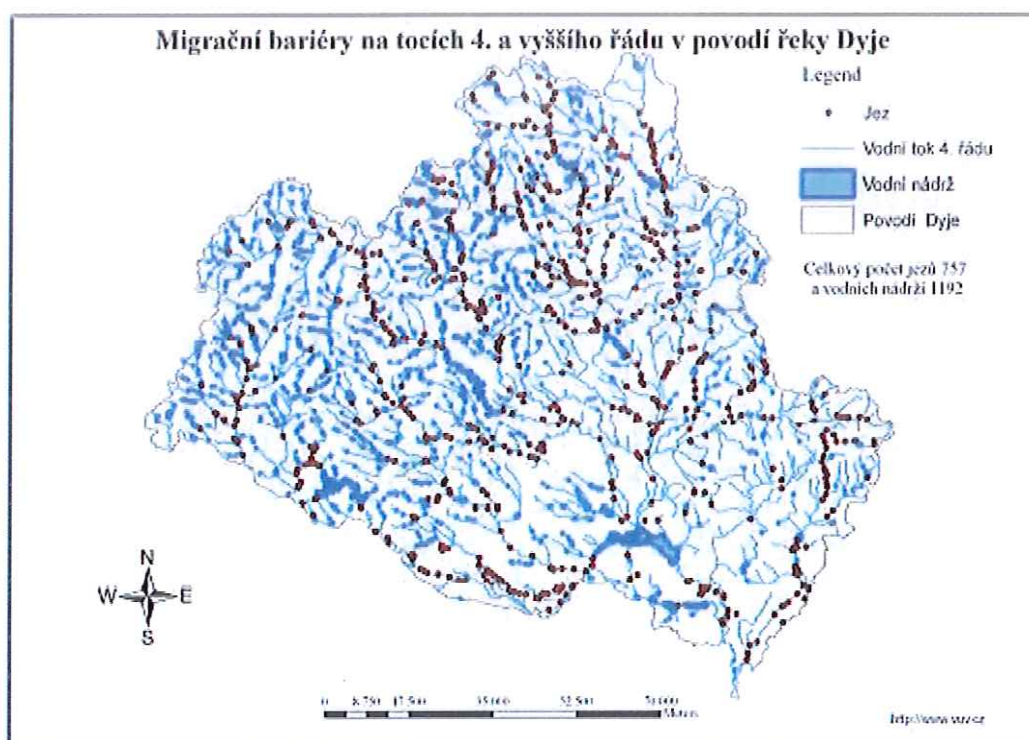 Migrační bariéry na tocích 4. a vyššího řádu v povodí řeky Dyje
Legend
Jez
Vodní tok 4. řádu
Vodní nádrž
Povodí Dyje
Celkový počet jezů 757
a vodních nádrží 1192
N
W E
S
0 8 750 17 500 35 000 52 500 70 000
Meters
http://www.vuv.cz